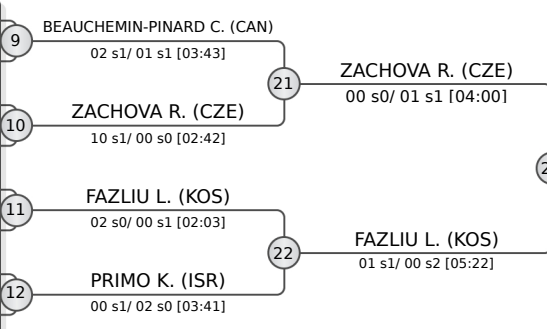 BEAUCHEMIN-PINARD C. (CAN)
9
02 s1/ 01 s1 [03:43]
ZACHOVA R. (CZE)
21
00 s0/ 01 s1 [04:00]
ZACHOVA R. (CZE)
10
10 s1/ 00 s0 [02:42]
FAZLIU L. (KOS)
11
02 s0/ 00 s1 [02:03]
FAZLIU L. (KOS)
22
01 s1/ 00 s2 [05:22]
PRIMO K. (ISR)
12
00 s1/ 02 s0 [03:41]